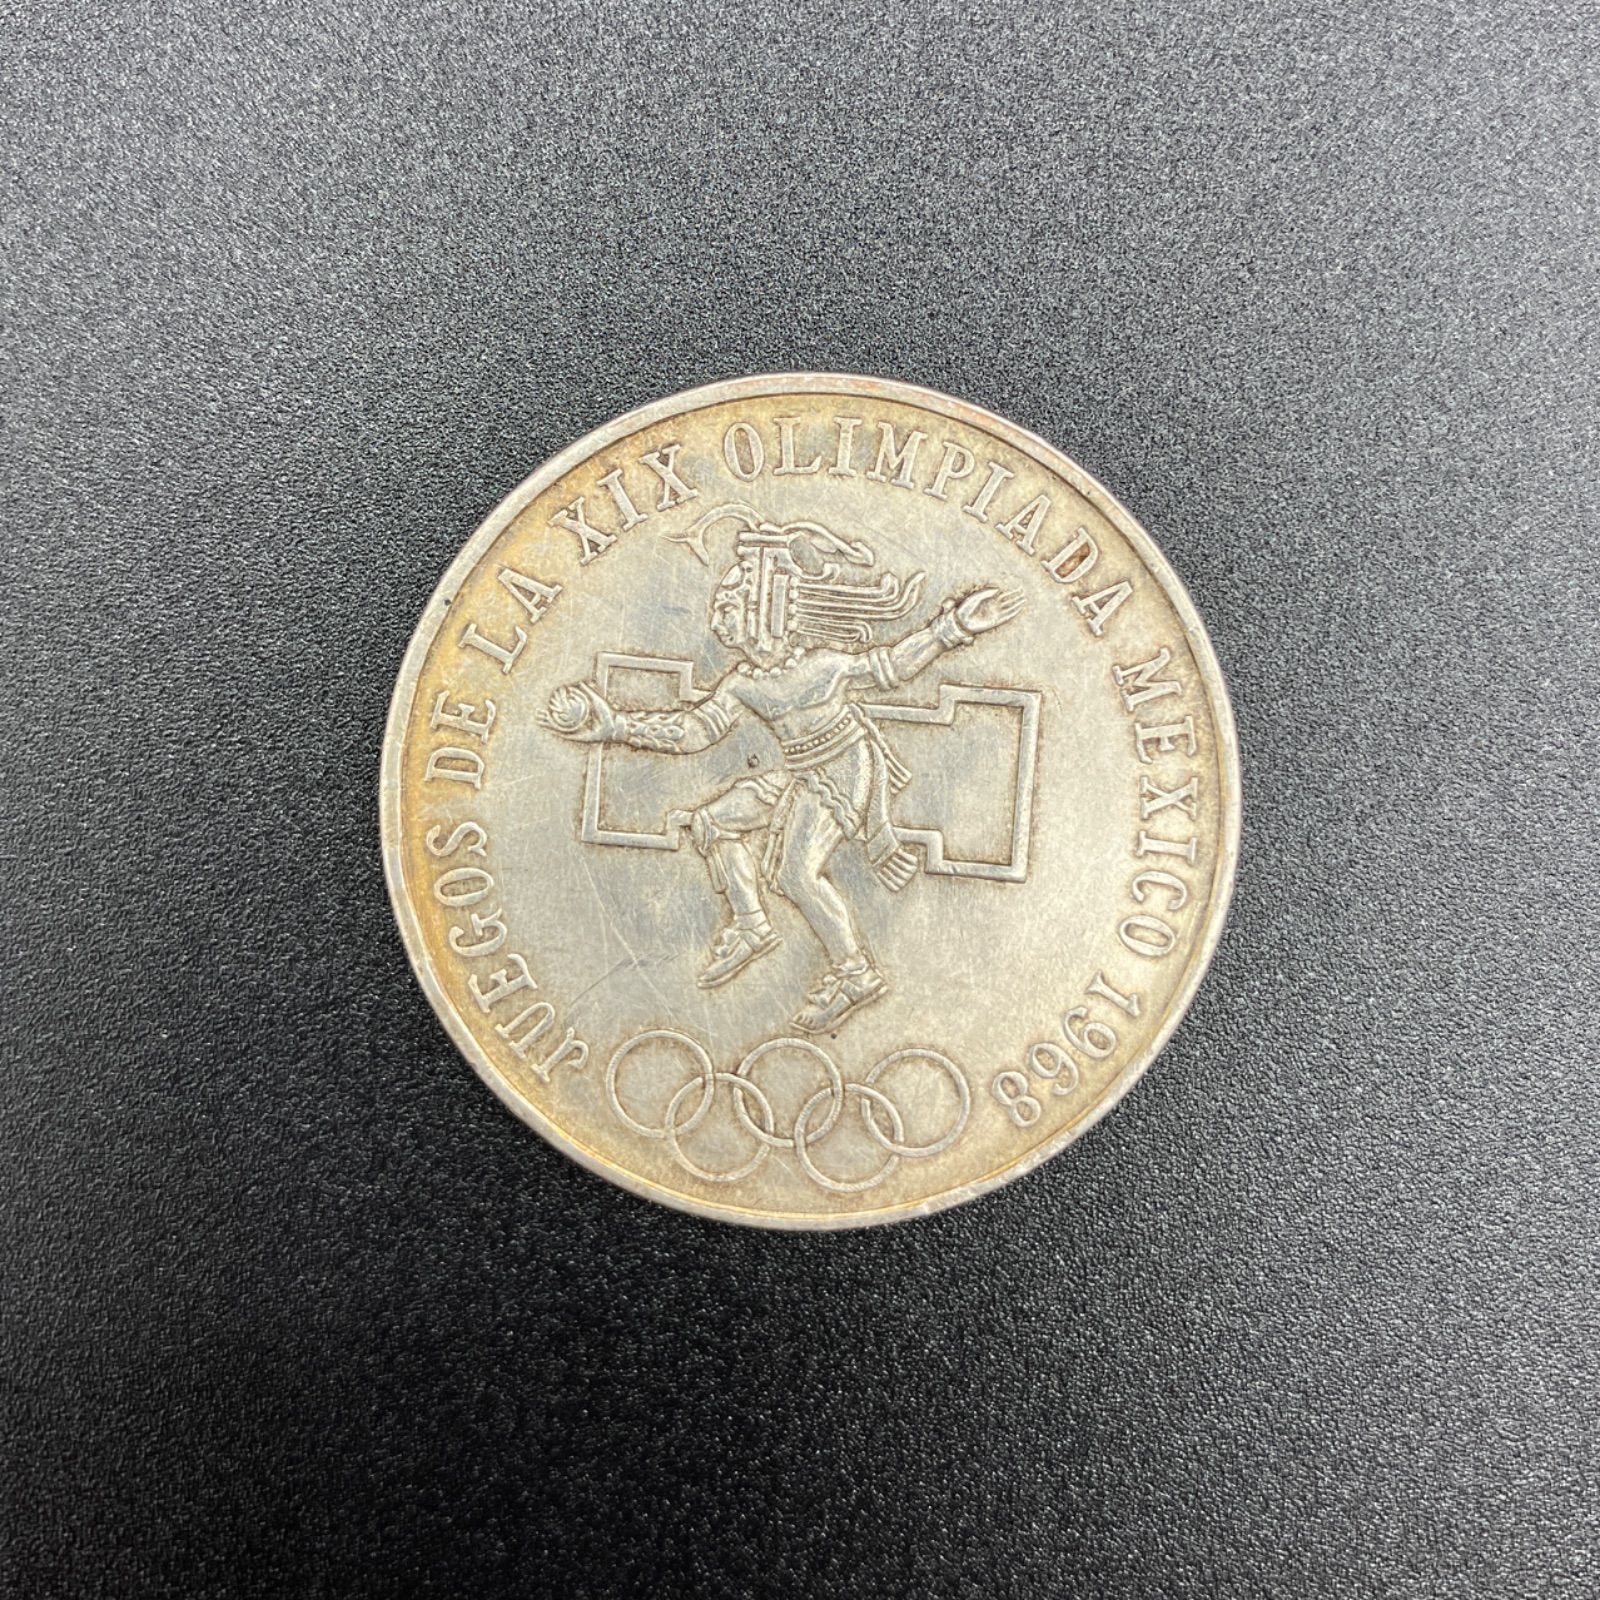 JUEGOS DE LA XIX OLIMPIADA MEXICO 1968